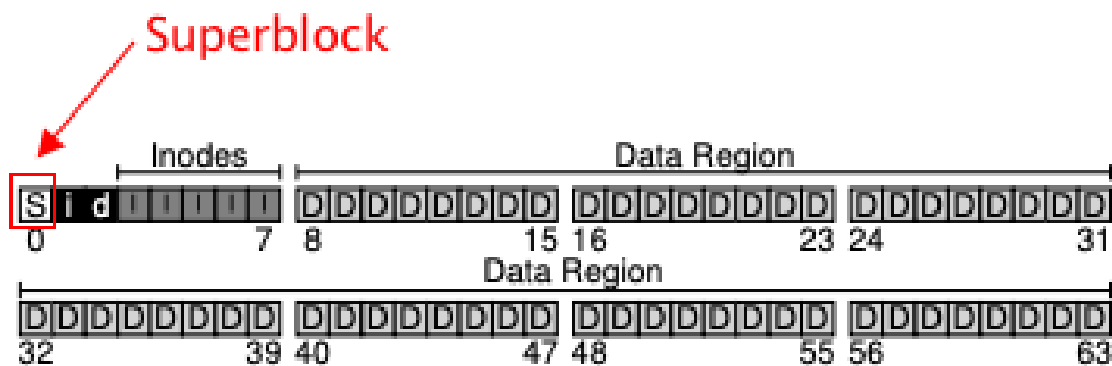 Superblock
Inodes Data Region
S i d I I I I I D D D D D D D D D D D D D D D D D D D D D D D D
0 7 8 15 16 23 24 31
Data Region
D D D D D D D D D D D D D D D D D D D D D D D D D D D D D D D D
32 39 40 47 48 55 56 63